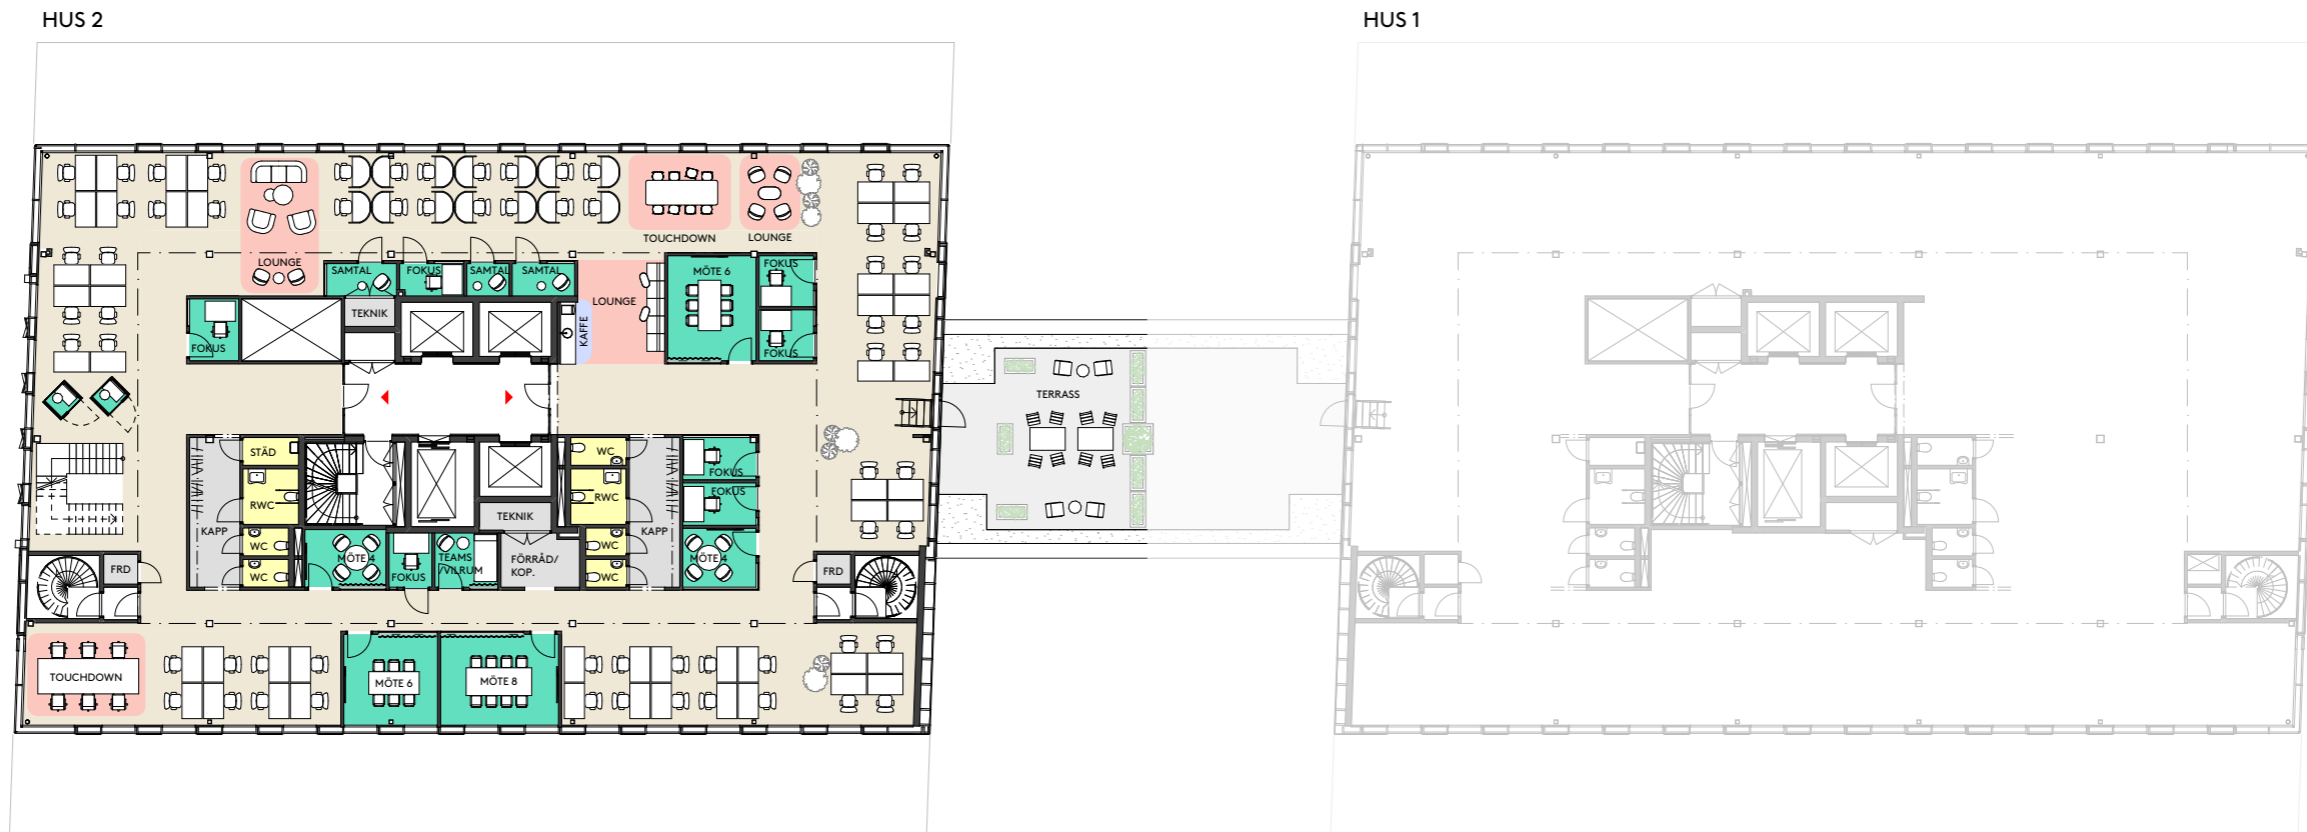 HUS 2
HUS 1
TOUCHDOWN
LOUNGE
LOUNGE
SAMTAL
FOKUS
SAMTAL
SAMTAL
MÖTE 6
FOKUS
LOUNGE
TEKNIK
KAFFE
FOKUS
FOKUS
TERRASS
STÄD
WC
FOKUS
RWC
RWC
FOKUS
TEKNIK
KAPP
KAPP
WC
WC
MÖTE 4
TEAMS
/VILRUM
FÖRRÅD/
KOP.
MÖTE 4
FRD
FRD
WC
FOKUS
WC
TOUCHDOWN
MÖTE 6
MÖTE 8